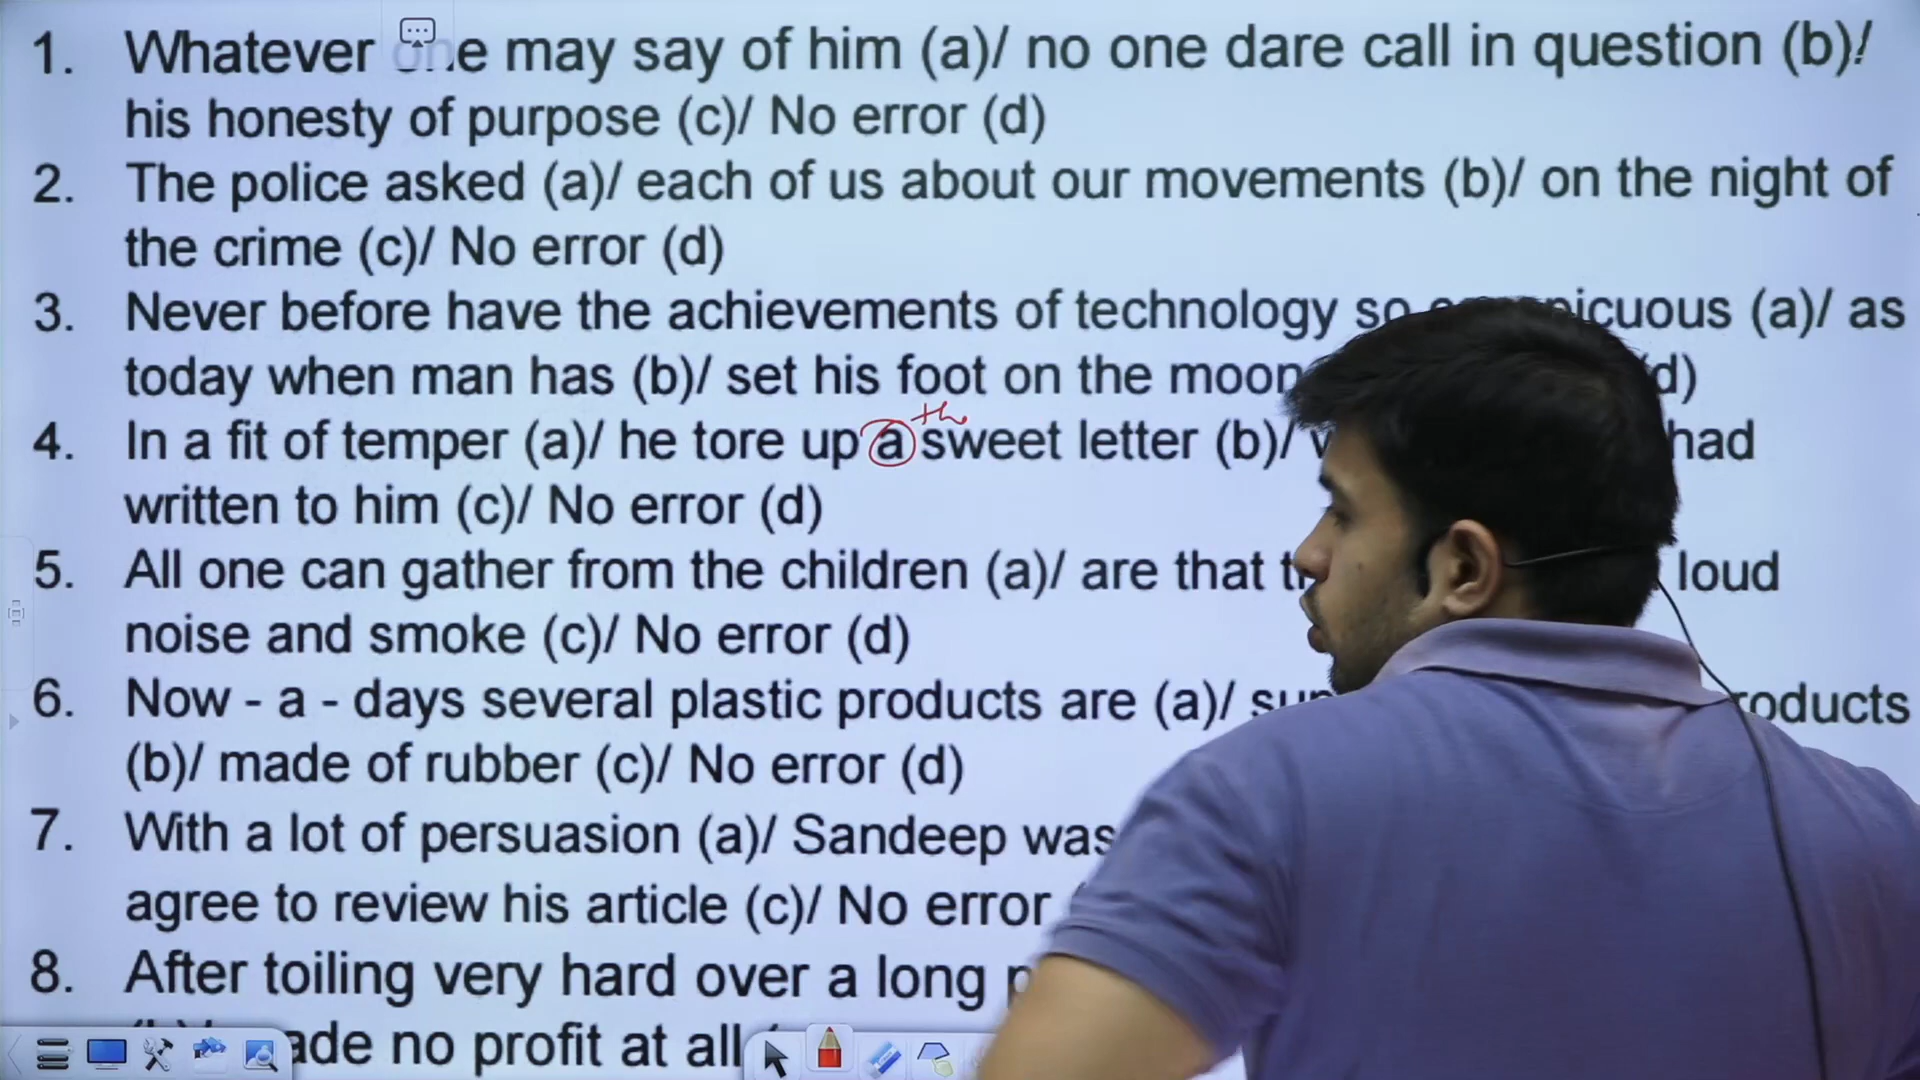 1. Whatever one may say of him (a)/ no one dare call in question (b)/
his honesty of purpose (c)/ No error (d)
2. The police asked (a)/ each of us about our movements (b)/ on the night of
the crime (c)/ No error (d)
3. Never before have the achievements of technology so conspicuous (a)/ as
today when man has (b)/ set his foot on the moon d)
the
4. In a fit of temper (a)/ he tore up a sweet letter (b)/ had
written to him (c)/ No error (d)
5. All one can gather from the children (a)/ are that loud
noise and smoke (c)/ No error (d)
6. Now - a - days several plastic products are (a)/ products
(b)/ made of rubber (c)/ No error (d)
7. With a lot of persuasion (a)/ Sandeep was
agree to review his article (c)/ No error
8. After toiling very hard over a long
made no profit at all